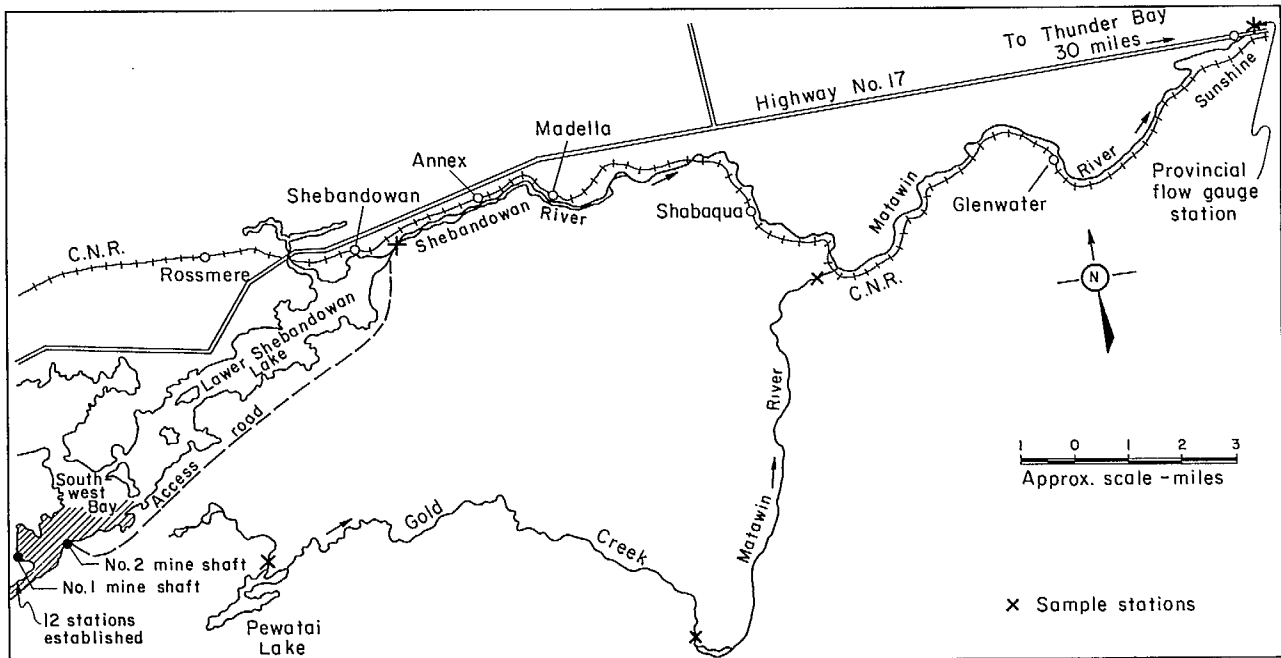 To Thunder Bay
30 miles
Highway No. 17
Sunshine
Provincial
flow gauge
station
Madella
Annex
Shebandowan
Shebandowan
River
C.N.R.
Rossmere
Shabaqua
Matawin
River
Glenwater
C.N.R.
N
Lower Shebandowan
Lake
Access
road
South-
west
Bay
River
Matawin
1 0 1 2 3
Approx. scale - miles
Gold
Creek
No. 2 mine shaft
No. 1 mine shaft
12 stations
established
Pewatai
Lake
X Sample stations